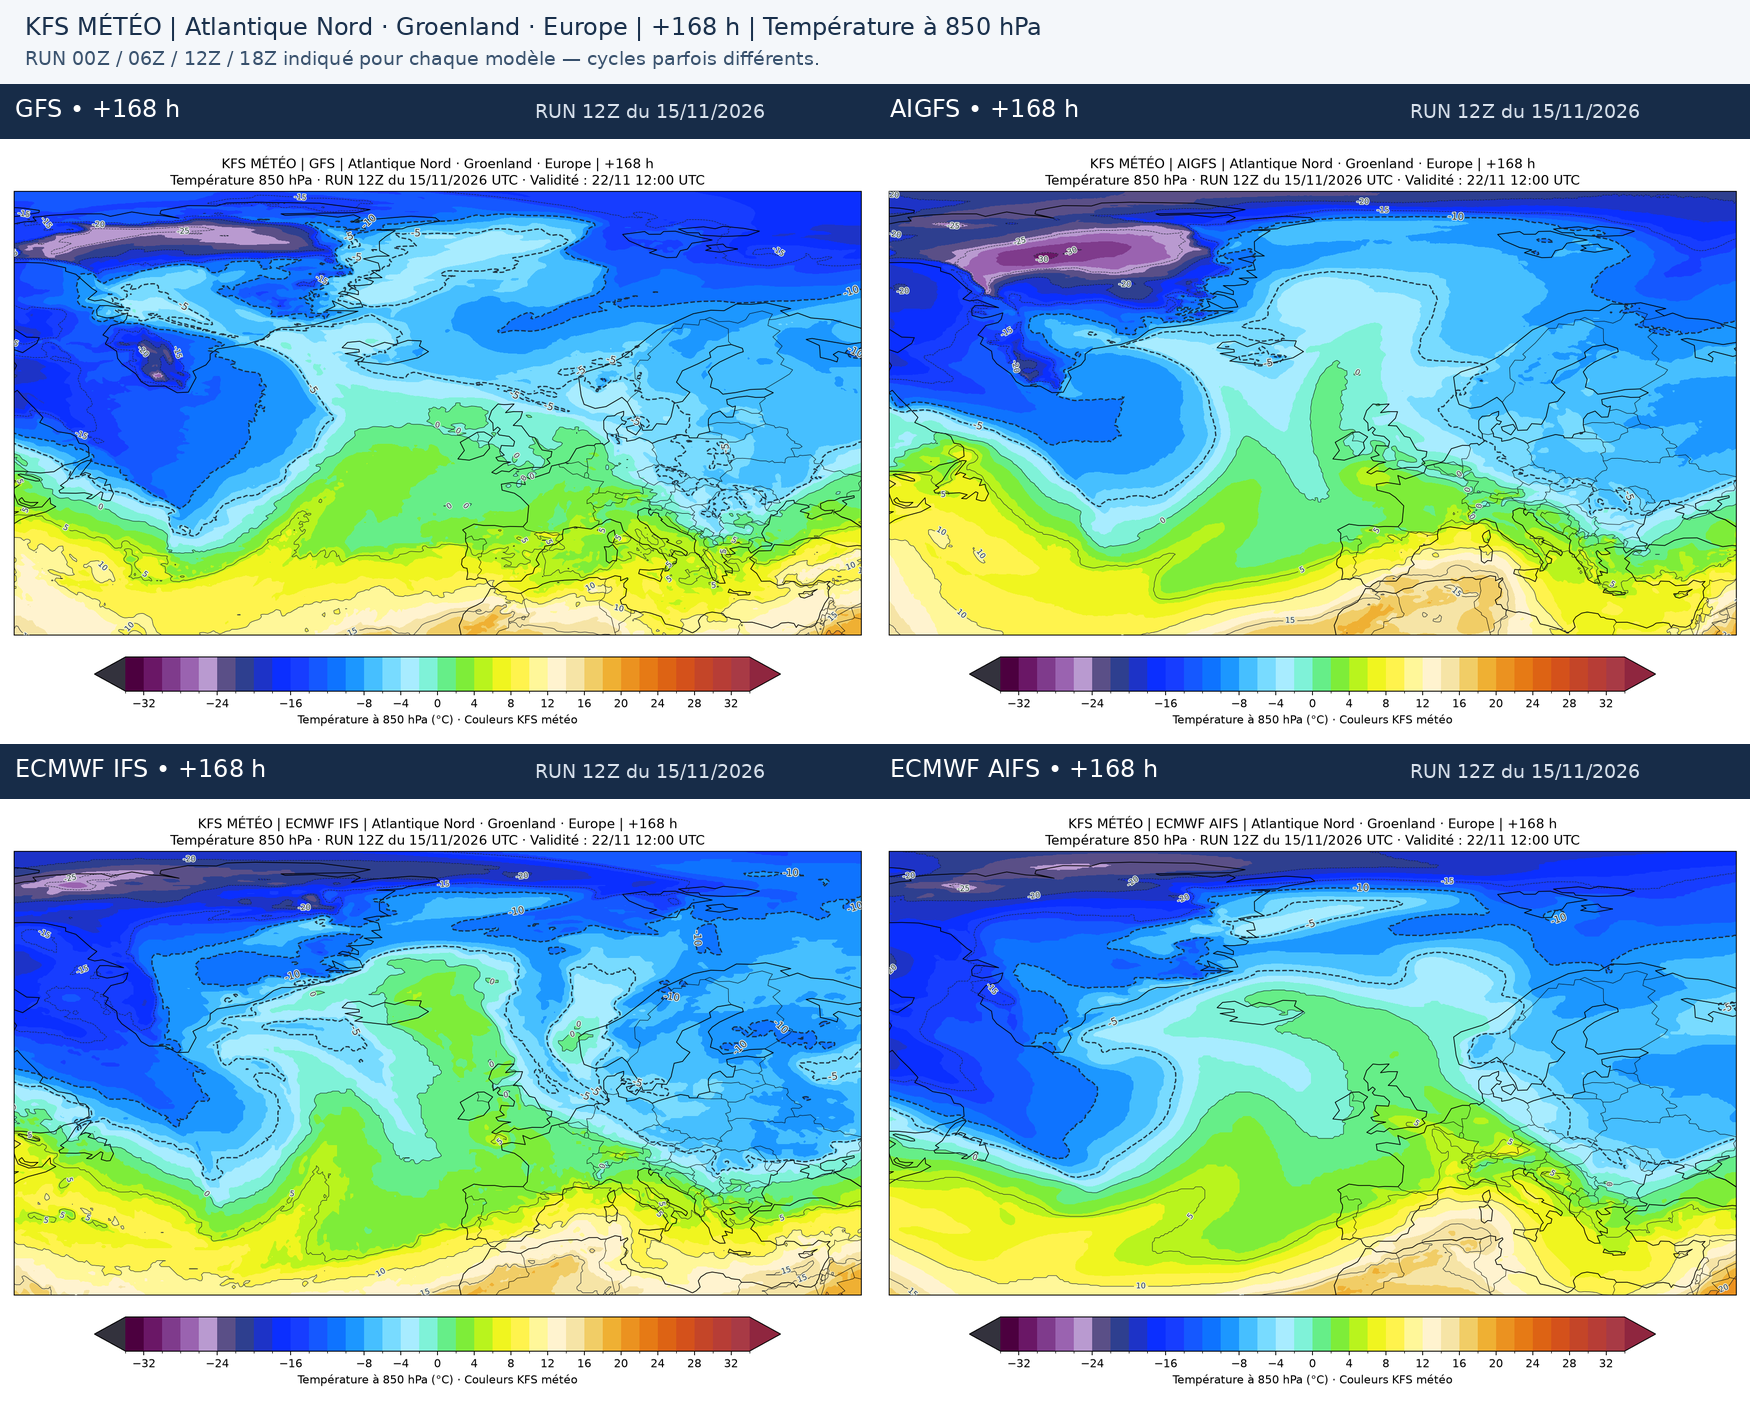 KFS MÉTÉO | Atlantique Nord · Groenland · Europe | +168 h | Température à 850 hPa
RUN 00Z / 06Z / 12Z / 18Z indiqué pour chaque modèle — cycles parfois différents.
GFS • +168 h
RUN 12Z du 15/11/2026
AIGFS • +168 h
RUN 12Z du 15/11/2026
KFS MÉTÉO | GFS | Atlantique Nord · Groenland · Europe | +168 h
Température 850 hPa · RUN 12Z du 15/11/2026 UTC · Validité : 22/11 12:00 UTC
KFS MÉTÉO | AIGFS | Atlantique Nord · Groenland · Europe | +168 h
Température 850 hPa · RUN 12Z du 15/11/2026 UTC · Validité : 22/11 12:00 UTC
−32 −24 −16 −8 −4 0 4 8 12 16 20 24 28 32
Température à 850 hPa (°C) · Couleurs KFS météo
−32 −24 −16 −8 −4 0 4 8 12 16 20 24 28 32
Température à 850 hPa (°C) · Couleurs KFS météo
ECMWF IFS • +168 h
RUN 12Z du 15/11/2026
ECMWF AIFS • +168 h
RUN 12Z du 15/11/2026
KFS MÉTÉO | ECMWF IFS | Atlantique Nord · Groenland · Europe | +168 h
Température 850 hPa · RUN 12Z du 15/11/2026 UTC · Validité : 22/11 12:00 UTC
KFS MÉTÉO | ECMWF AIFS | Atlantique Nord · Groenland · Europe | +168 h
Température 850 hPa · RUN 12Z du 15/11/2026 UTC · Validité : 22/11 12:00 UTC
−32 −24 −16 −8 −4 0 4 8 12 16 20 24 28 32
Température à 850 hPa (°C) · Couleurs KFS météo
−32 −24 −16 −8 −4 0 4 8 12 16 20 24 28 32
Température à 850 hPa (°C) · Couleurs KFS météo